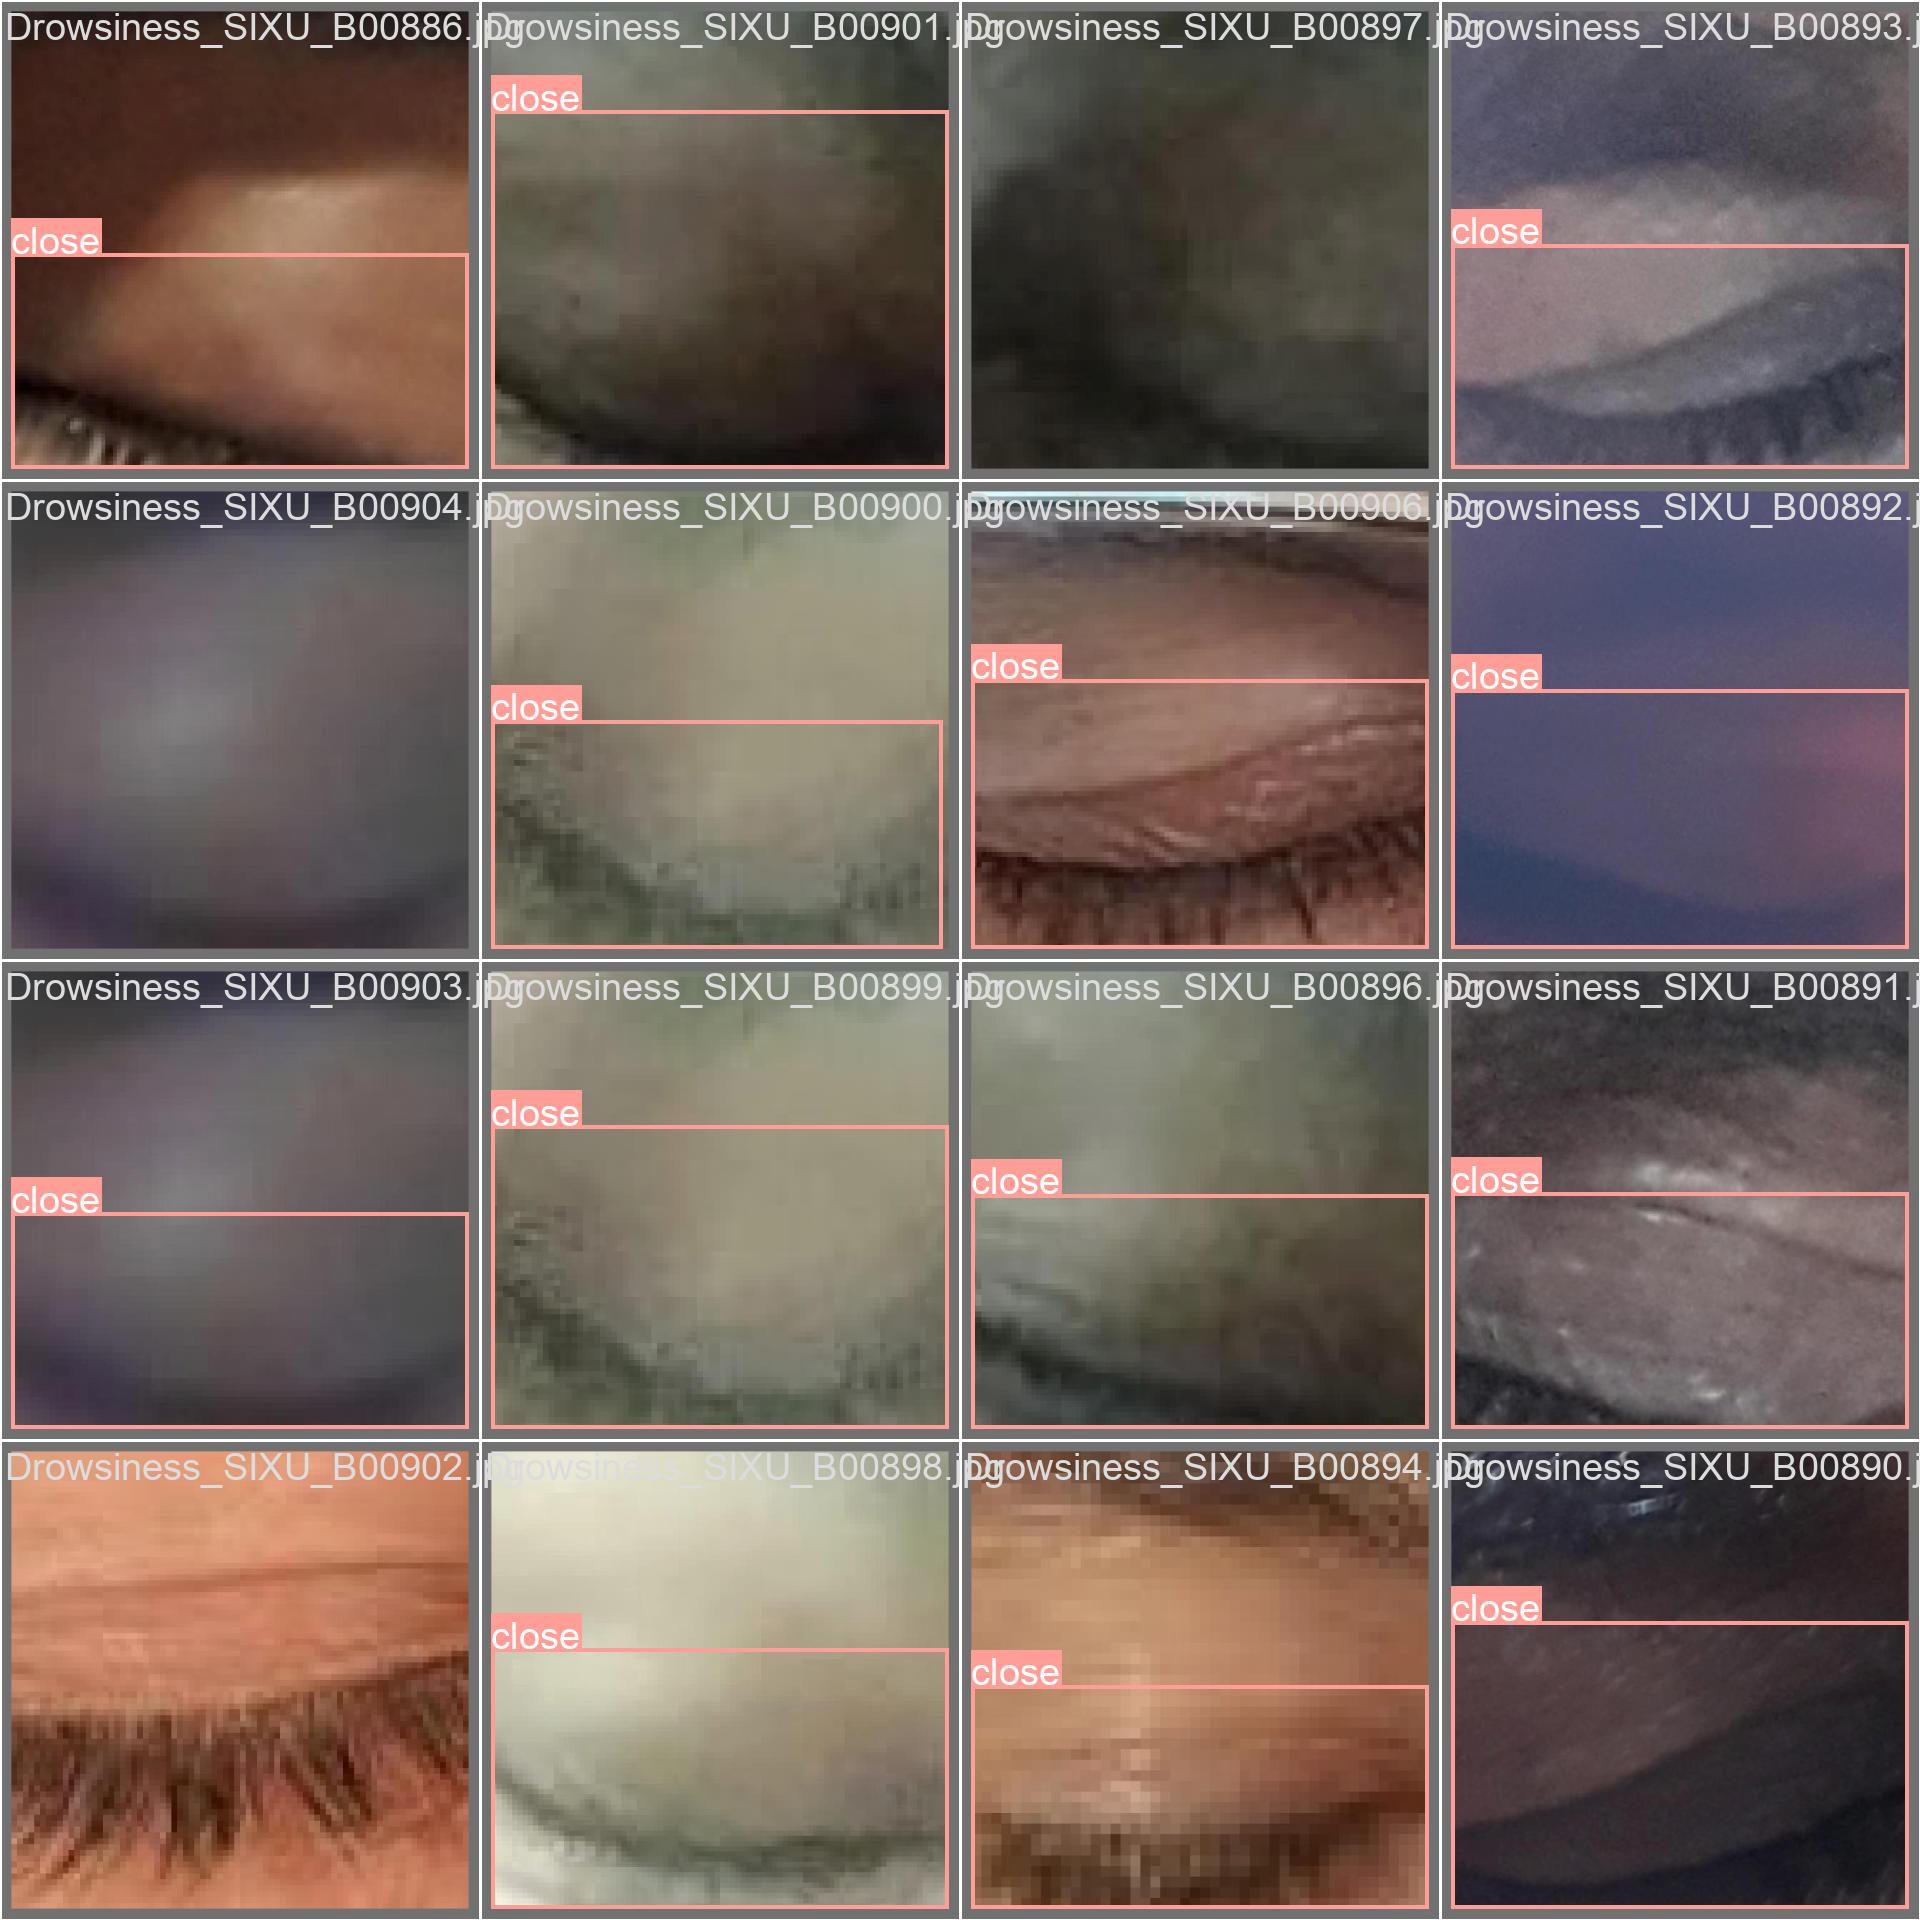 Drowsiness_SIXU_B00886.jpg
Drowsiness_SIXU_B00901.jpg
Drowsiness_SIXU_B00897.jpg
Drowsiness_SIXU_B00893.j
close
close
close
Drowsiness_SIXU_B00904.jpg
Drowsiness_SIXU_B00900.jpg
Drowsiness_SIXU_B00906.jpg
Drowsiness_SIXU_B00892.j
close
close
close
Drowsiness_SIXU_B00903.jpg
Drowsiness_SIXU_B00899.jpg
Drowsiness_SIXU_B00896.jpg
Drowsiness_SIXU_B00891.j
close
close
close
close
Drowsiness_SIXU_B00902.jpg
Drowsiness_SIXU_B00898.jpg
Drowsiness_SIXU_B00894.jpg
Drowsiness_SIXU_B00890.j
close
close
close